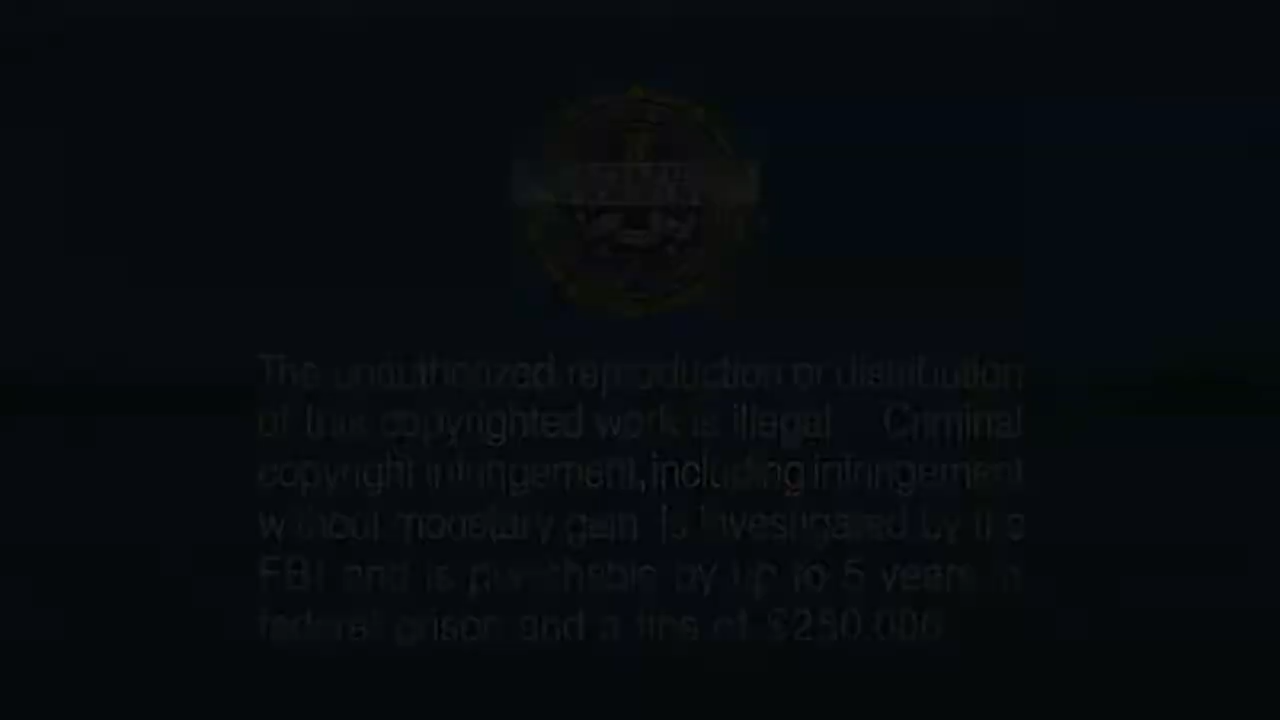 The unauthorized reproduction or distribution
of this copyrighted work is illegal. Criminal
copyright infringement, including infringement
without monetary gain, is investigated by the
FBI and is punishable by up to 5 years in
federal prison and a fine of $250,000